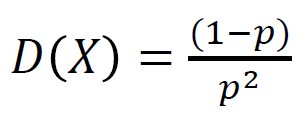 D(X) = (1−p) / p²